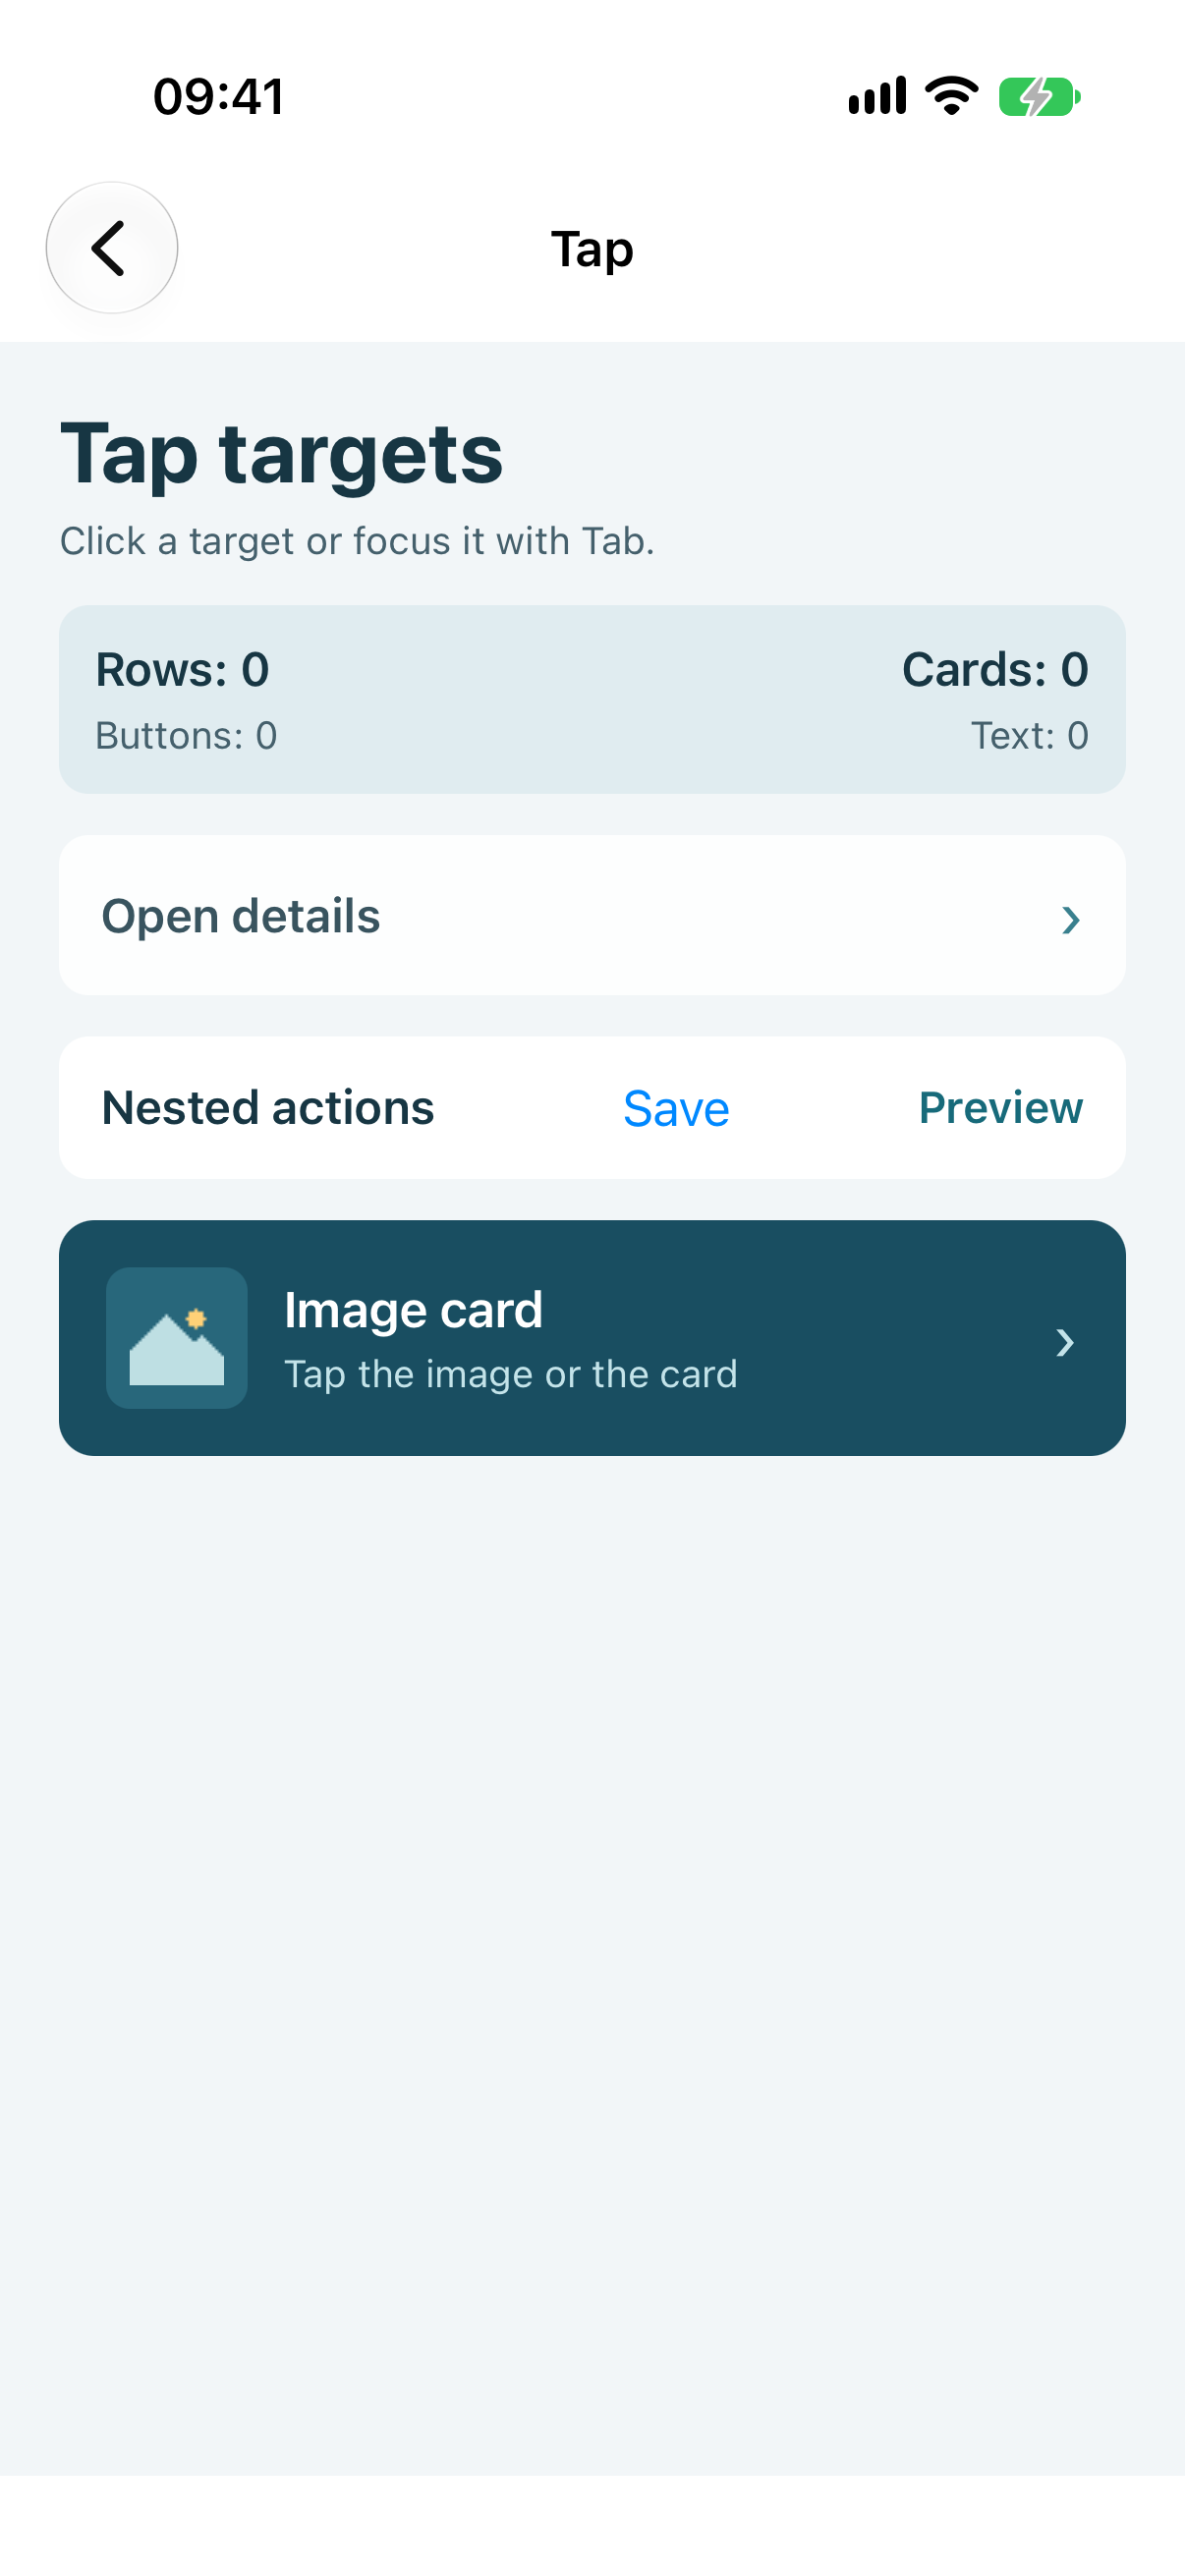 09:41
Tap
Tap targets
Click a target or focus it with Tab.
Rows: 0 Cards: 0
Buttons: 0 Text: 0
Open details ›
Nested actions Save Preview
Image card
Tap the image or the card ›